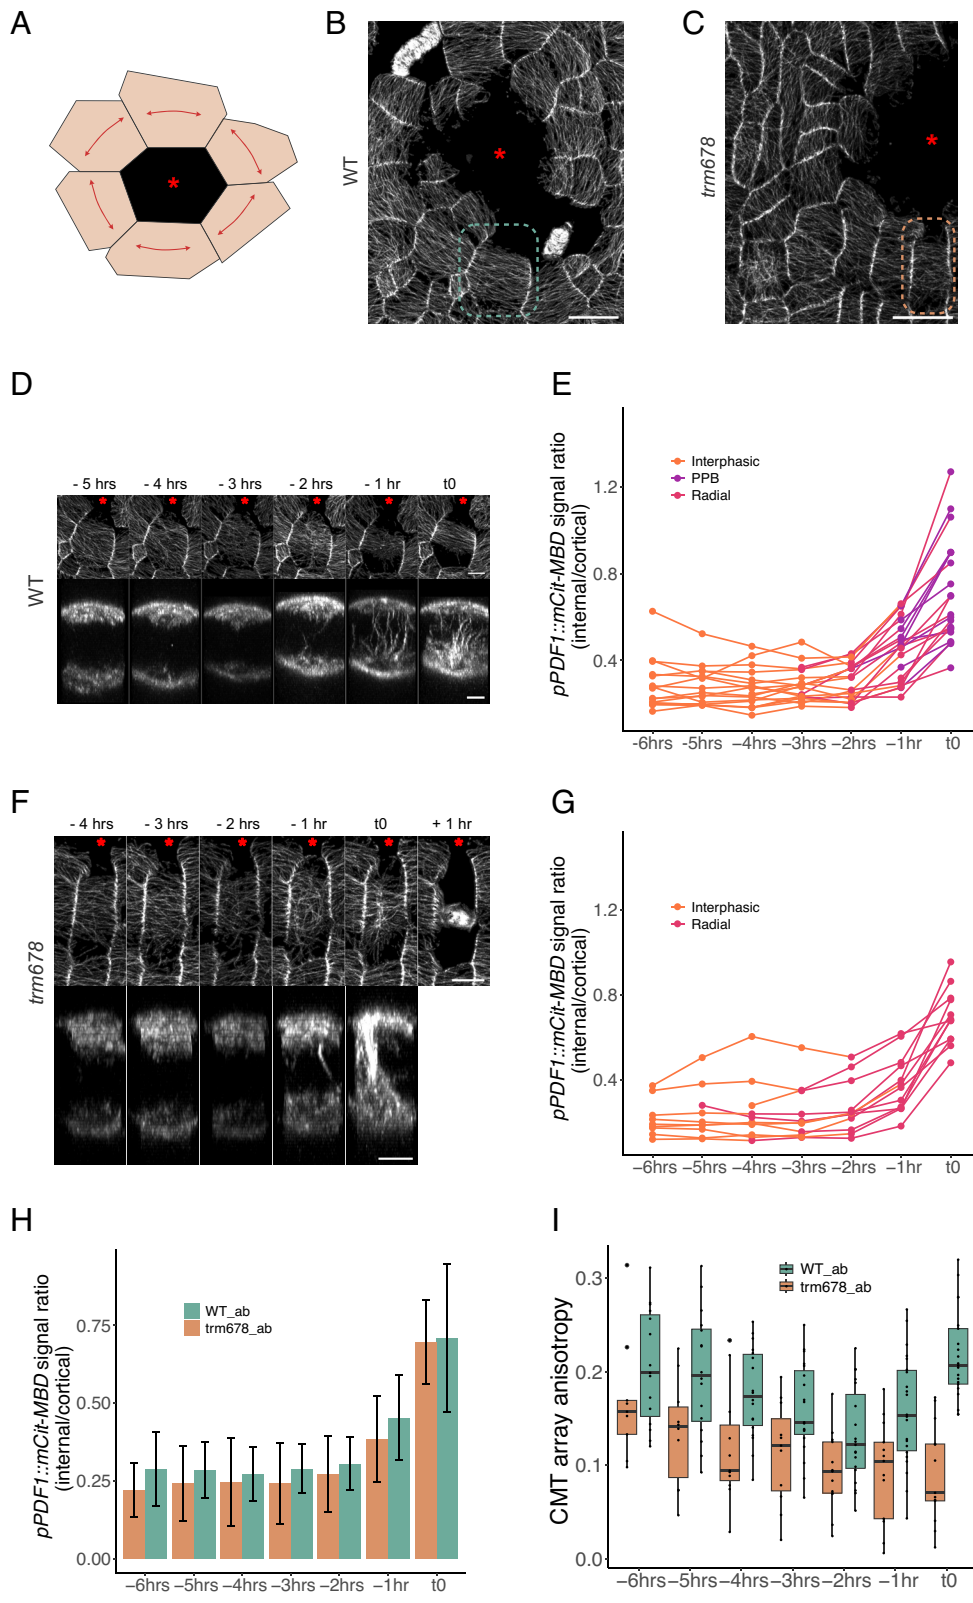 A
B
C
*
WT
*
trm678
*
D
E
- 5 hrs - 4 hrs - 3 hrs - 2 hrs - 1 hr t0
* * * * * *
WT
pPDF1::mCit-MBD signal ratio
(internal/cortical)
1.2
0.8
0.4
Interphasic
PPB
Radial
-6hrs -5hrs −4hrs −3hrs −2hrs −1hr t0
F
G
- 4 hrs - 3 hrs - 2 hrs - 1 hr t0 + 1 hr
* * * * * *
trm678
pPDF1::mCit-MBD signal ratio
(internal/cortical)
1.2
0.8
0.4
Interphasic
Radial
−6hrs −5hrs −4hrs −3hrs −2hrs −1hr t0
H
I
pPDF1::mCit-MBD signal ratio
(internal/cortical)
0.75
0.50
0.25
0.00
WT_ab
trm678_ab
−6hrs −5hrs −4hrs −3hrs −2hrs −1hr t0
CMT array anisotropy
0.3
0.2
0.1
0.0
WT_ab
trm678_ab
−6hrs −5hrs −4hrs −3hrs −2hrs −1hr t0